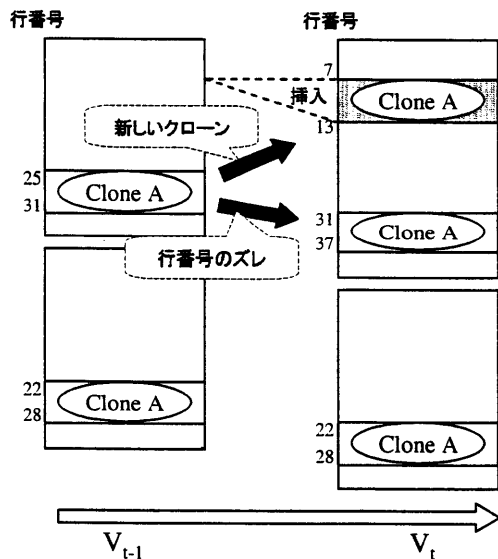 行番号
行番号
7
挿入
Clone A
13
新しいクローン
25
Clone A
31
31
Clone A
37
行番号のズレ
22
Clone A
28
22
Clone A
28
V_{t-1}
V_t